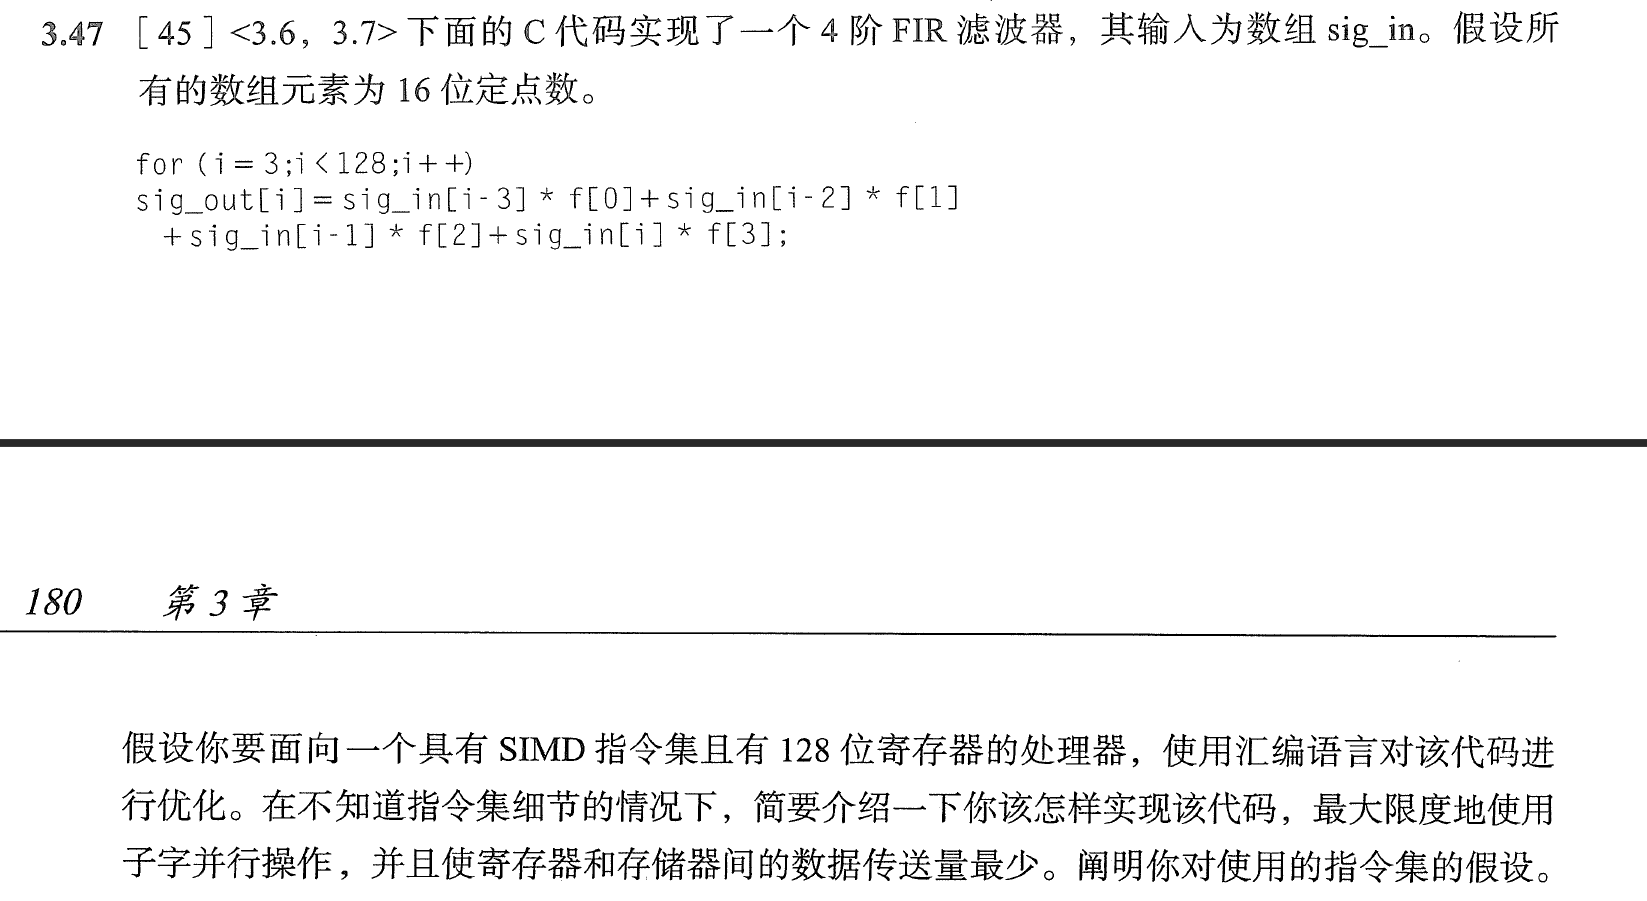 3.47 [45] <3.6, 3.7> 下面的 C 代码实现了一个 4 阶 FIR 滤波器, 其输入为数组 sig_in。假设所
有的数组元素为 16 位定点数。
for (i=3;i<128;i++)
sig_out[i]=sig_in[i-3] * f[0]+sig_in[i-2] * f[1]
+sig_in[i-1] * f[2]+sig_in[i] * f[3];
180 第 3 章
假设你要面向一个具有 SIMD 指令集且有 128 位寄存器的处理器, 使用汇编语言对该代码进
行优化。在不知道指令集细节的情况下, 简要介绍一下你该怎样实现该代码, 最大限度地使用
子字并行操作, 并且使寄存器和存储器间的数据传送量最少。阐明你对使用的指令集的假设。